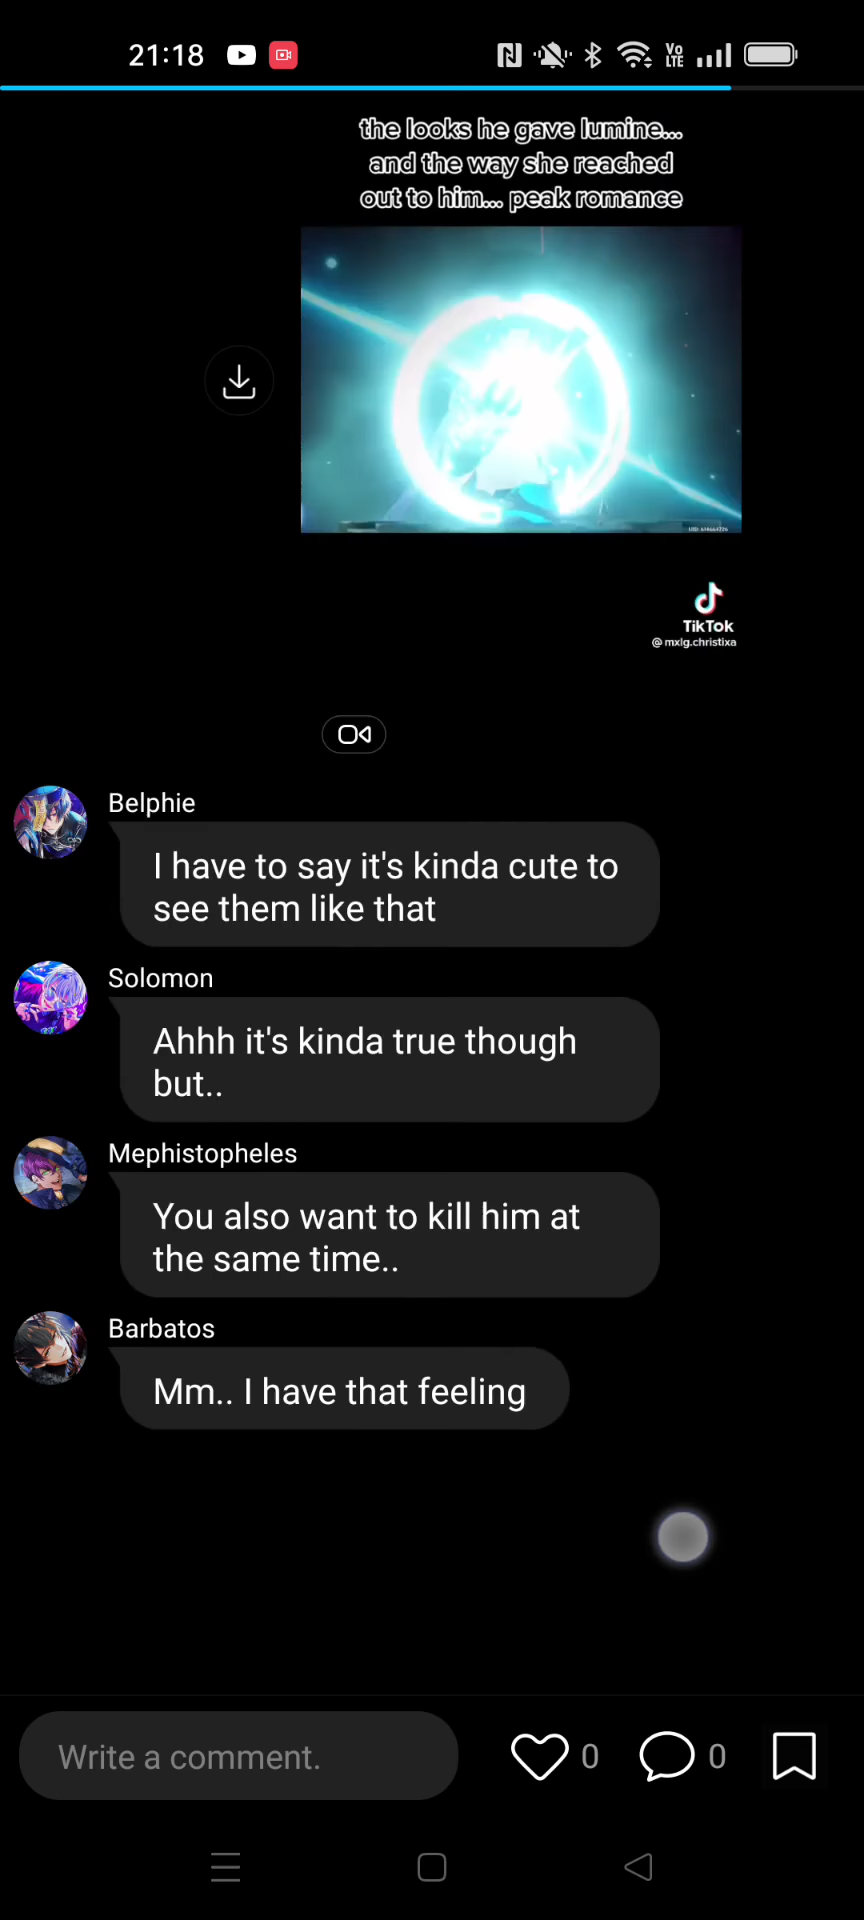 21:18
VoLTE
the looks he gave lumine...
and the way she reached
out to him... peak romance
TikTok
@mxlg.christixa
Belphie
I have to say it's kinda cute to
see them like that
Solomon
Ahhh it's kinda true though
but..
Mephistopheles
You also want to kill him at
the same time..
Barbatos
Mm.. I have that feeling
Write a comment.
0
0